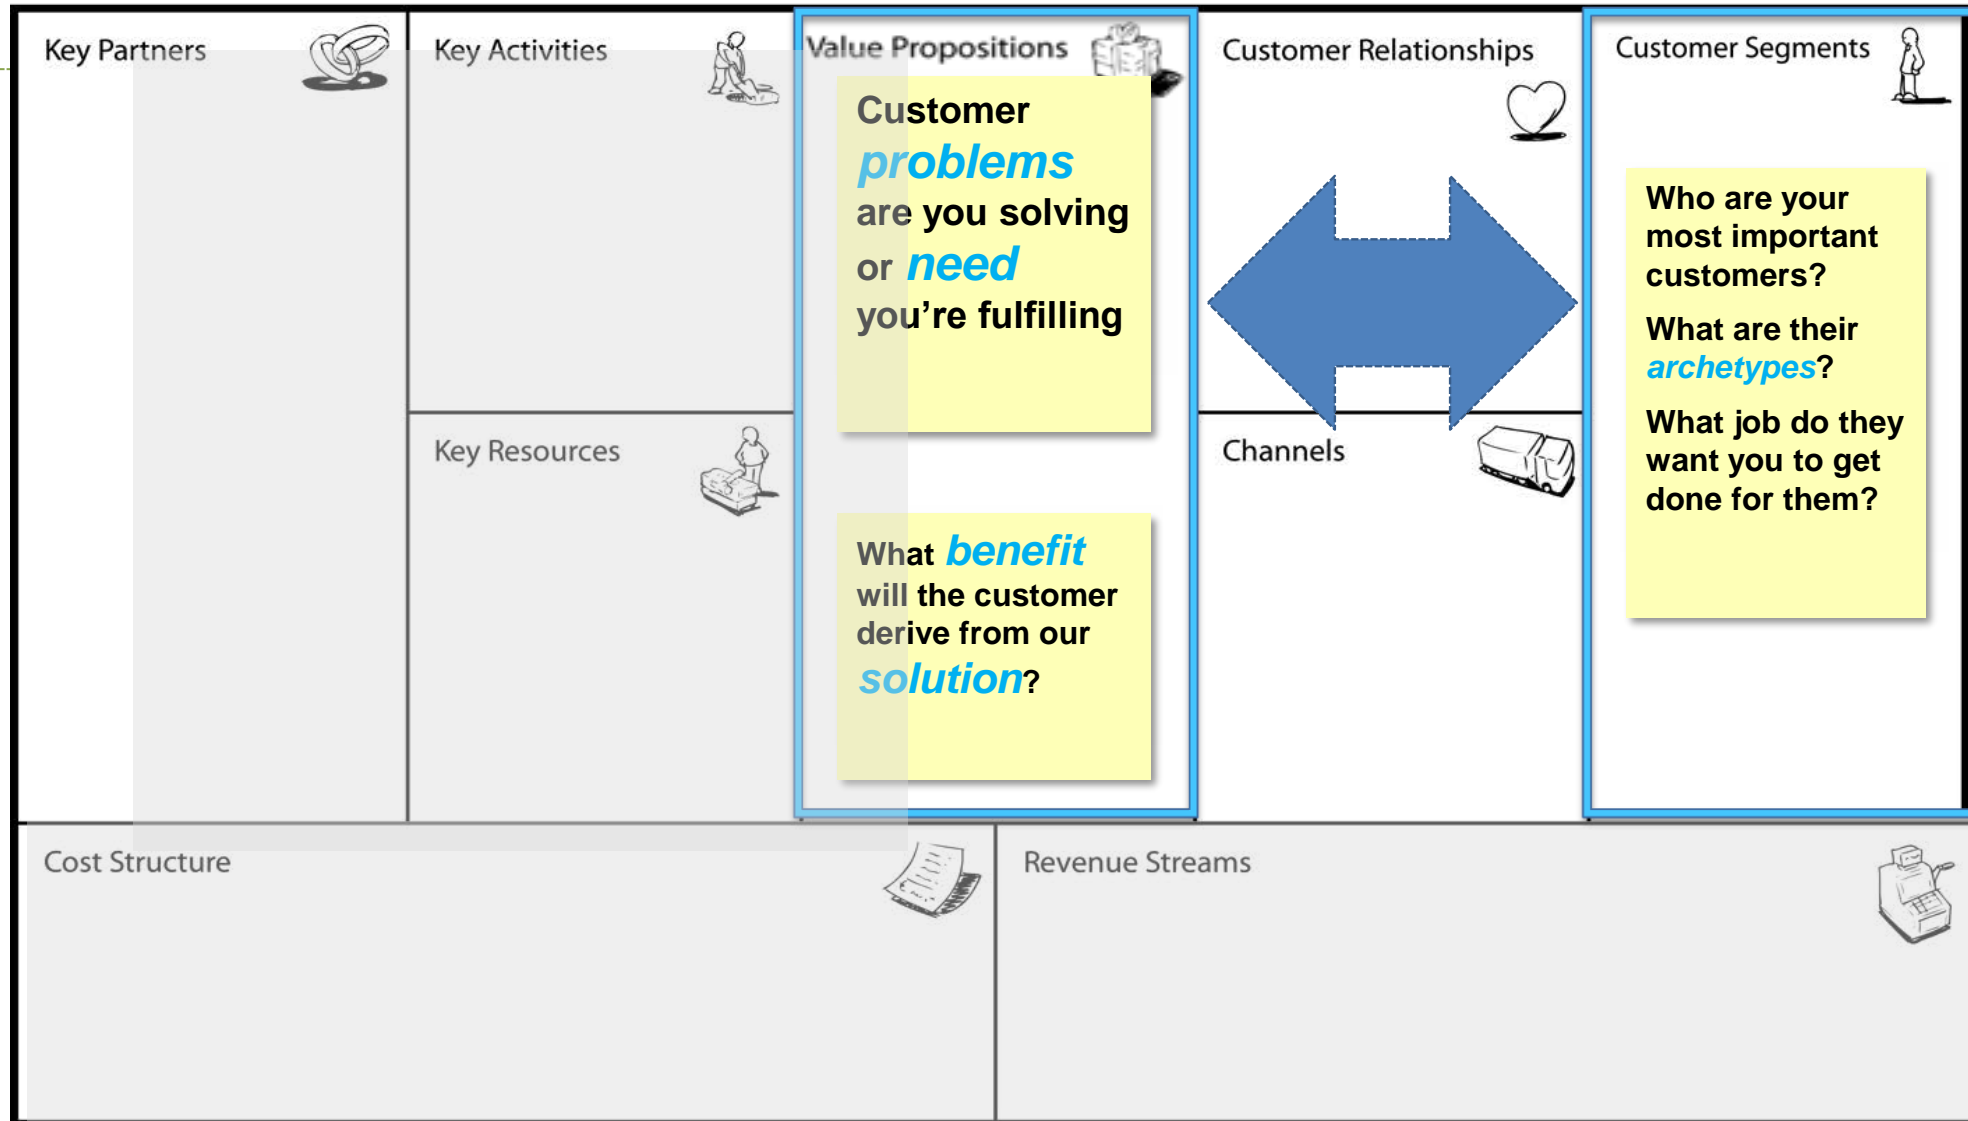 Key Partners
Key Activities
Value Propositions
Customer
problems
are you solving
or need
you’re fulfilling
What benefit
will the customer
derive from our
solution?
Key Resources
Customer Relationships
Channels
Customer Segments
Who are your
most important
customers?
What are their
archetypes?
What job do they
want you to get
done for them?
Cost Structure
Revenue Streams